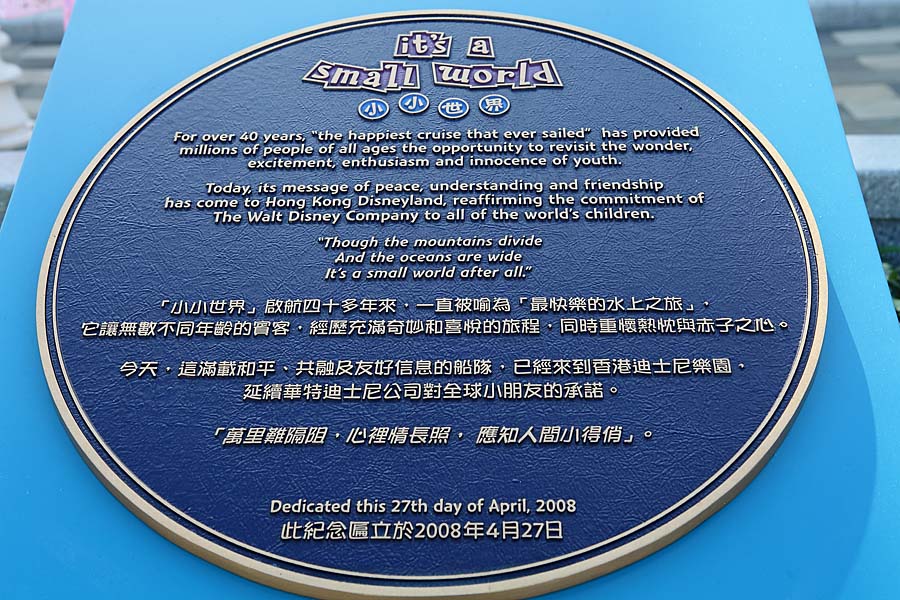 it's a
small world
小小世界
For over 40 years, "the happiest cruise that ever sailed" has provided
millions of people of all ages the opportunity to revisit the wonder,
excitement, enthusiasm and innocence of youth.
Today, its message of peace, understanding and friendship
has come to Hong Kong Disneyland, reaffirming the commitment of
The Walt Disney Company to all of the world's children.
"Though the mountains divide
And the oceans are wide
It's a small world after all."
「小小世界」啟航四十多年來，一直被喻為「最快樂的水上之旅」，
它讓無數不同年齡的賓客，經歷充滿奇妙和喜悅的旅程，同時重懷熱忱與赤子之心。
今天，這滿載和平、共融及友好信息的船隊，已經來到香港迪士尼樂園，
延續華特迪士尼公司對全球小朋友的承諾。
「萬里難隔阻，心裡情長照， 應知人間小得俏」。
Dedicated this 27th day of April, 2008
此紀念匾立於2008年4月27日